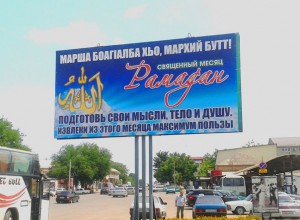 МАРША БОАГІАЛБА ХЬО, МАРХИЙ БУТТ!
СВЯЩЕННЫЙ МЕСЯЦ
Рамадан
الله
ПОДГОТОВЬ СВОИ МЫСЛИ, ТЕЛО И ДУШУ.
ИЗВЛЕКИ ИЗ ЭТОГО МЕСЯЦА МАКСИМУМ ПОЛЬЗЫ